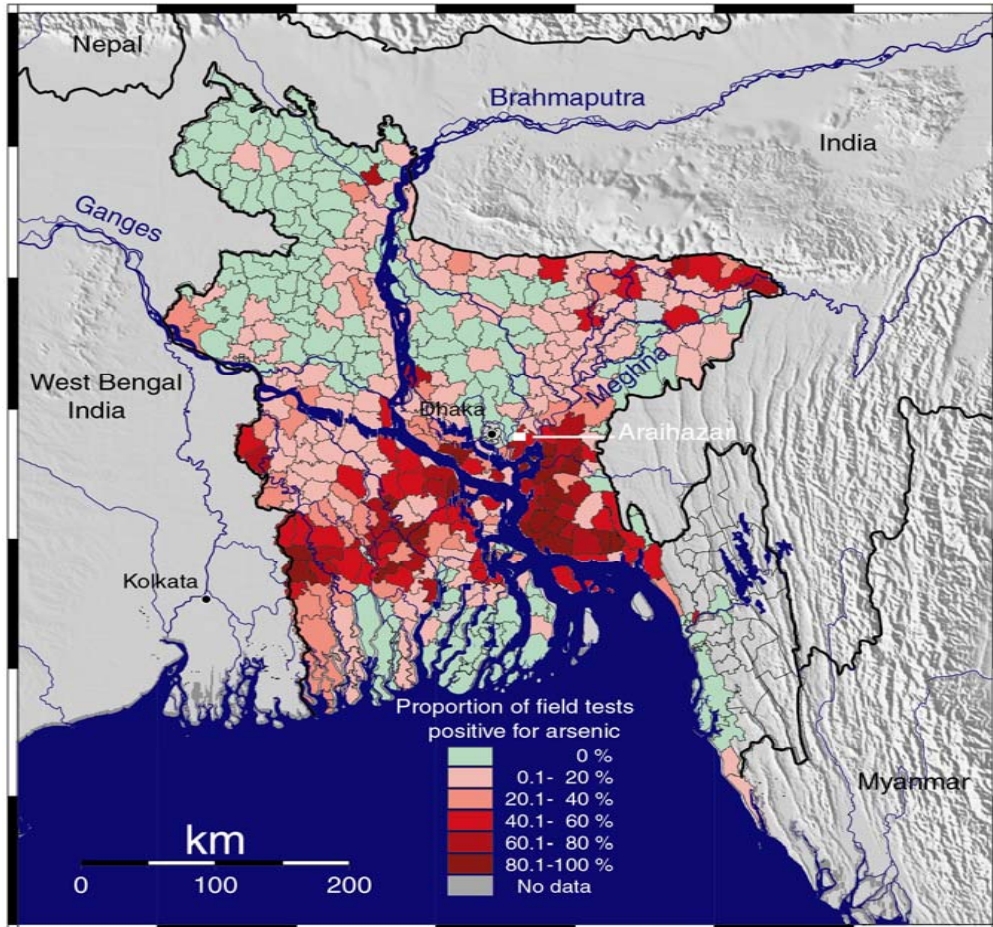 Nepal
Brahmaputra
India
Ganges
West Bengal
India
Meghna
Dhaka
Araihazar
Kolkata
Proportion of field tests
positive for arsenic
0 %
0.1- 20 %
20.1- 40 %
40.1- 60 %
60.1- 80 %
80.1-100 %
No data
Myanmar
km
0
100
200